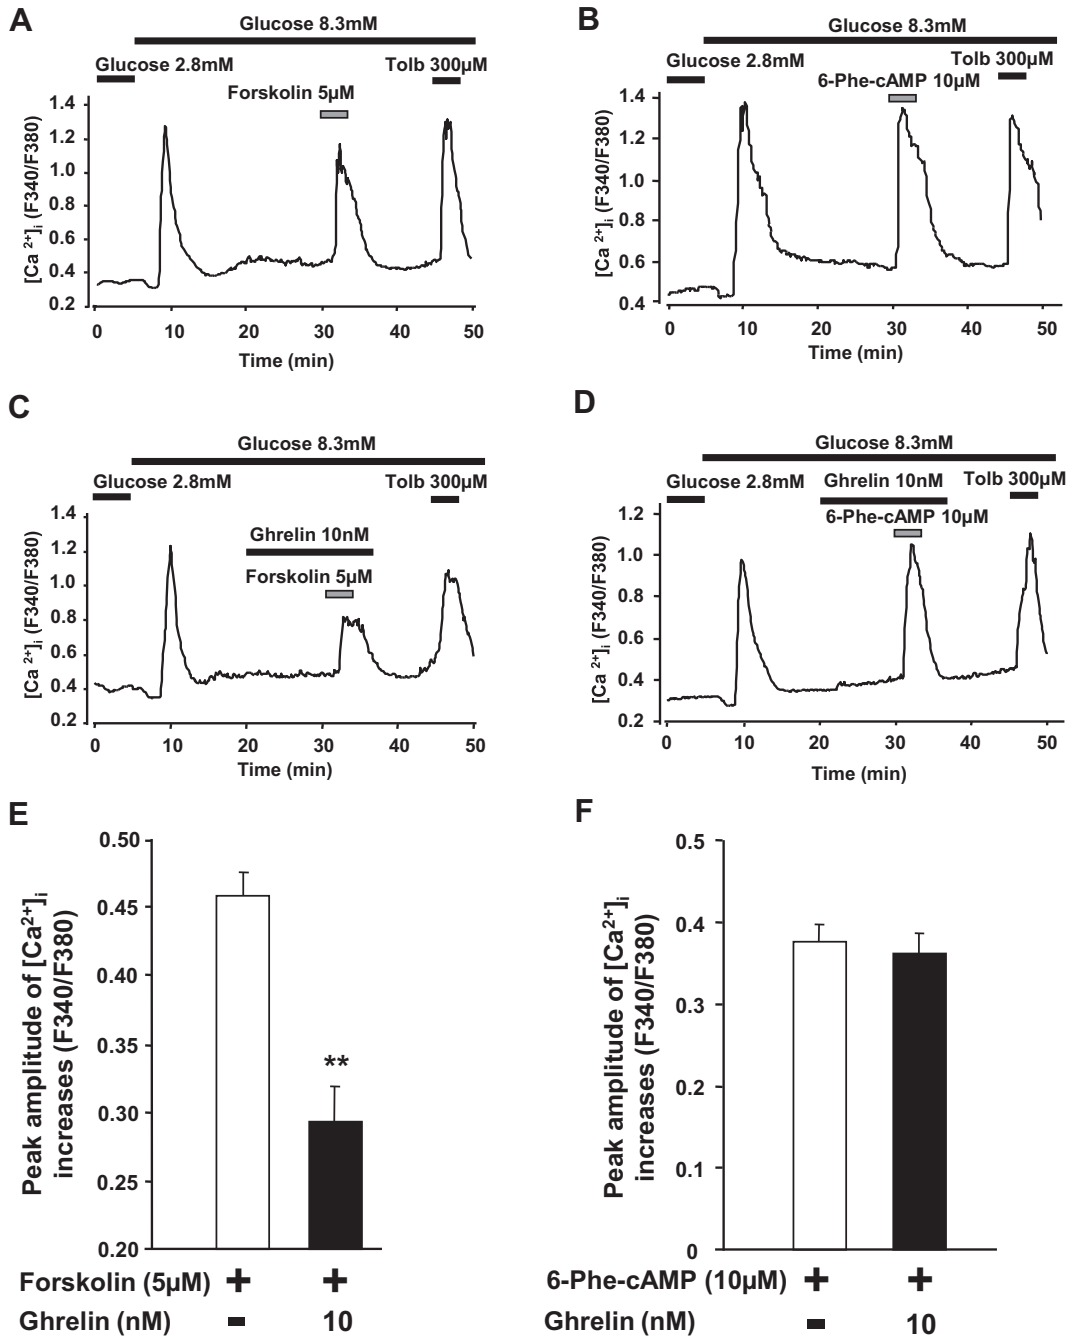 A
Glucose 8.3mM
Glucose 2.8mM
Tolb 300µM
Forskolin 5µM
[Ca 2+]i (F340/F380)
1.4
1.2
1.0
0.8
0.6
0.4
0.2
0 10 20 30 40 50
Time (min)
B
Glucose 8.3mM
Glucose 2.8mM
Tolb 300µM
6-Phe-cAMP 10µM
[Ca 2+]i (F340/F380)
1.4
1.2
1.0
0.8
0.6
0.4
0 10 20 30 40 50
Time (min)
C
Glucose 8.3mM
Glucose 2.8mM
Tolb 300µM
Ghrelin 10nM
Forskolin 5µM
[Ca 2+]i (F340/F380)
1.4
1.2
1.0
0.8
0.6
0.4
0.2
0 10 20 30 40 50
Time (min)
D
Glucose 8.3mM
Glucose 2.8mM
Ghrelin 10nM
Tolb 300µM
6-Phe-cAMP 10µM
[Ca 2+]i (F340/F380)
1.2
1.0
0.8
0.6
0.4
0.2
0 10 20 30 40 50
Time (min)
E
Peak amplitude of [Ca2+]i
increases (F340/F380)
0.50
0.45
0.40
0.35
0.30
0.25
0.20
**
Forskolin (5µM) + +
Ghrelin (nM) - 10
F
Peak amplitude of [Ca2+]i
increases (F340/F380)
0.5
0.4
0.3
0.2
0.1
0
6-Phe-cAMP (10µM) + +
Ghrelin (nM) - 10